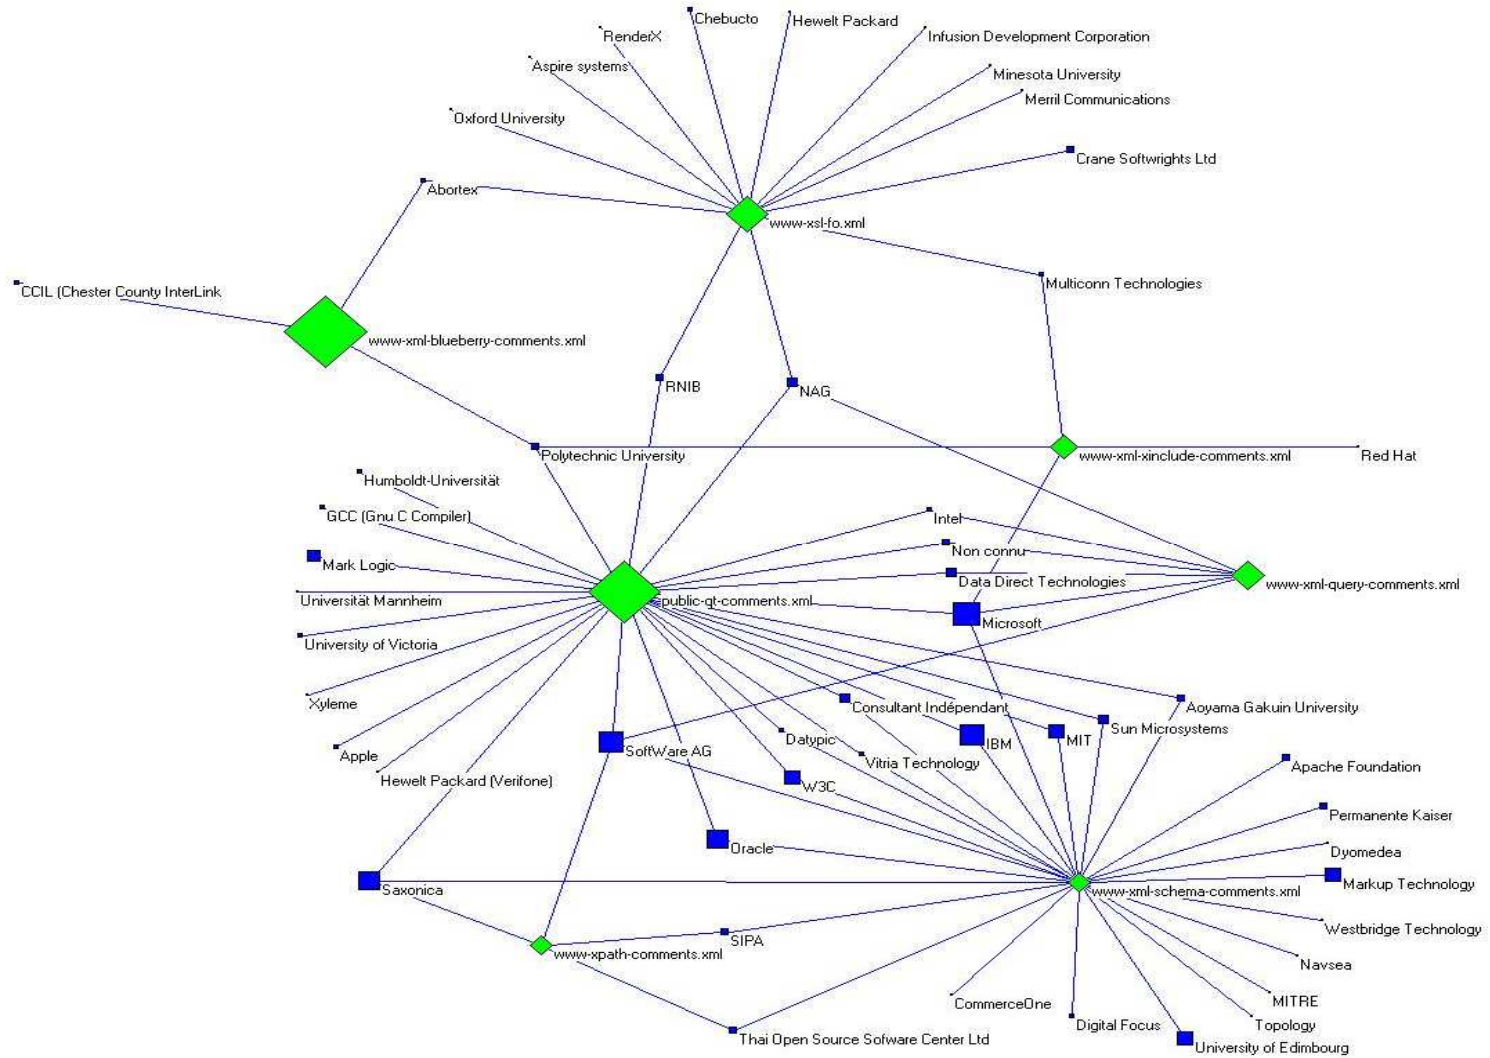 Chebucto
Hewelt Packard
RenderX
Infusion Development Corporation
Aspire systems
Minesota University
Merril Communications
Oxford University
Crane Softwrights Ltd
Abortex
www-xsl-fo.xml
Multiconn Technologies
CCIL (Chester County InterLink
www-xml-blueberry-comments.xml
RNIB
NAG
Polytechnic University
www-xml-xinclude-comments.xml
Red Hat
Humboldt-Universität
GCC (Gnu C Compiler)
Intel
Non connu
Mark Logic
Data Direct Technologies
www-xml-query-comments.xml
Universität Mannheim
public-qt-comments.xml
Microsoft
University of Victoria
Xyleme
Consultant Indépendant
Aoyama Gakuin University
Sun Microsystems
Datypic
IBM
MIT
Apple
SoftWare AG
Vitria Technology
Apache Foundation
Hewelt Packard (Verifone)
W3C
Permanente Kaiser
Oracle
Dyomedea
Saxonica
www-xml-schema-comments.xml
Markup Technology
Westbridge Technology
SIPA
www-xpath-comments.xml
Navsea
CommerceOne
MITRE
Digital Focus
Topology
Thai Open Source Sofware Center Ltd
University of Edimbourg